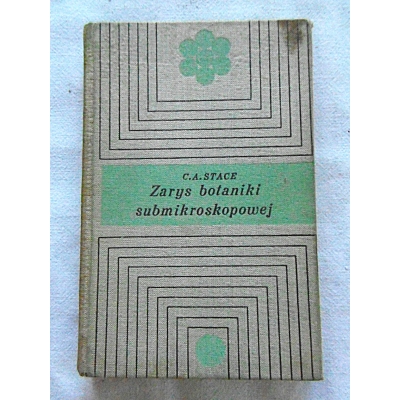 C.A.STACE
Zarys botaniki
submikroskopowej